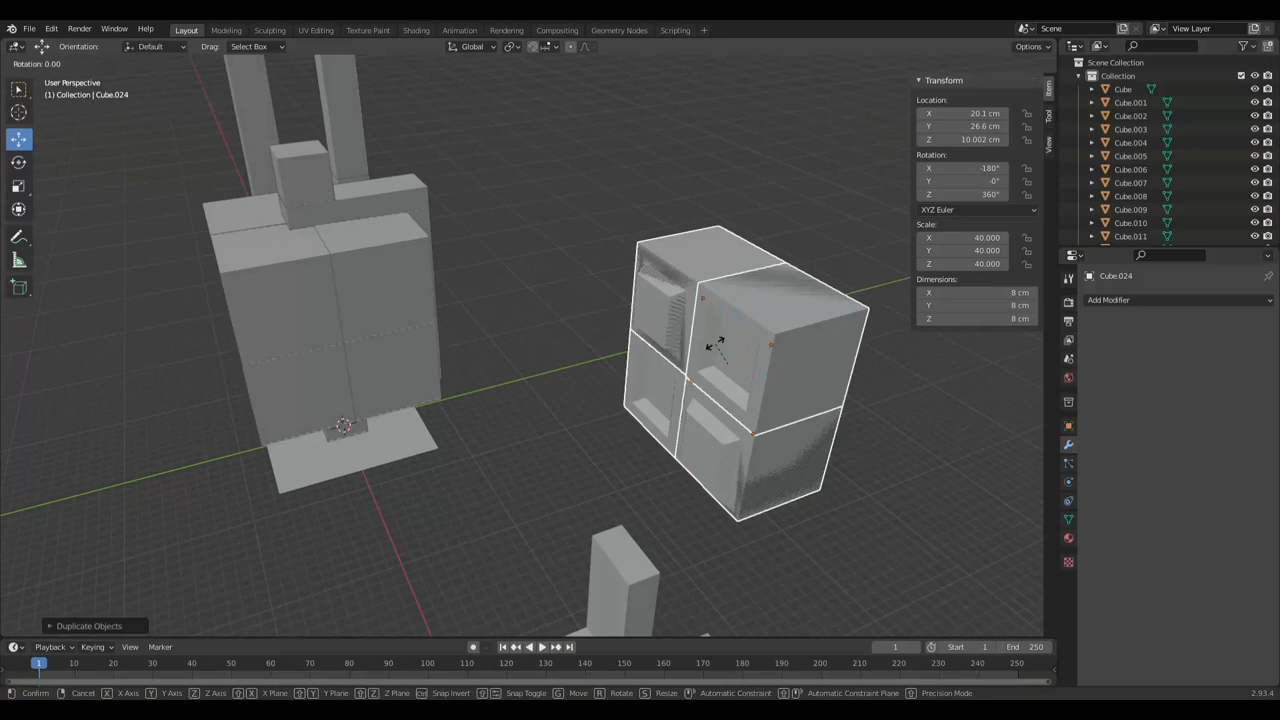 File Edit Render Window Help Layout Modeling Sculpting UV Editing Texture Paint Shading Animation Rendering Compositing Geometry Nodes Scripting + Scene View Layer
Orientation: Default Drag: Select Box Global Options
Rotation: 0.00
User Perspective
(1) Collection | Cube.024
Transform
Location:
X 20.1 cm
Y 26.6 cm
Z 10.002 cm
Rotation:
X -180°
Y -0°
Z 360°
XYZ Euler
Scale:
X 40.000
Y 40.000
Z 40.000
Dimensions:
X 8 cm
Y 8 cm
Z 8 cm
Item
Tool
View
Scene Collection
Collection
Cube
Cube.001
Cube.002
Cube.003
Cube.004
Cube.005
Cube.006
Cube.007
Cube.008
Cube.009
Cube.010
Cube.011
Cube.024
Add Modifier
Duplicate Objects
Playback Keying View Marker 1 Start 1 End 250
1 10 20 30 40 50 60 70 80 90 100 110 120 130 140 150 160 170 180 190 200 210 220 230 240 250
Confirm Cancel X X Axis Y Y Axis Z Z Axis X X Plane Y Y Plane Z Z Plane Ctrl Snap Invert Snap Toggle G Move R Rotate S Resize Automatic Constraint Automatic Constraint Plane Precision Mode 2.93.4